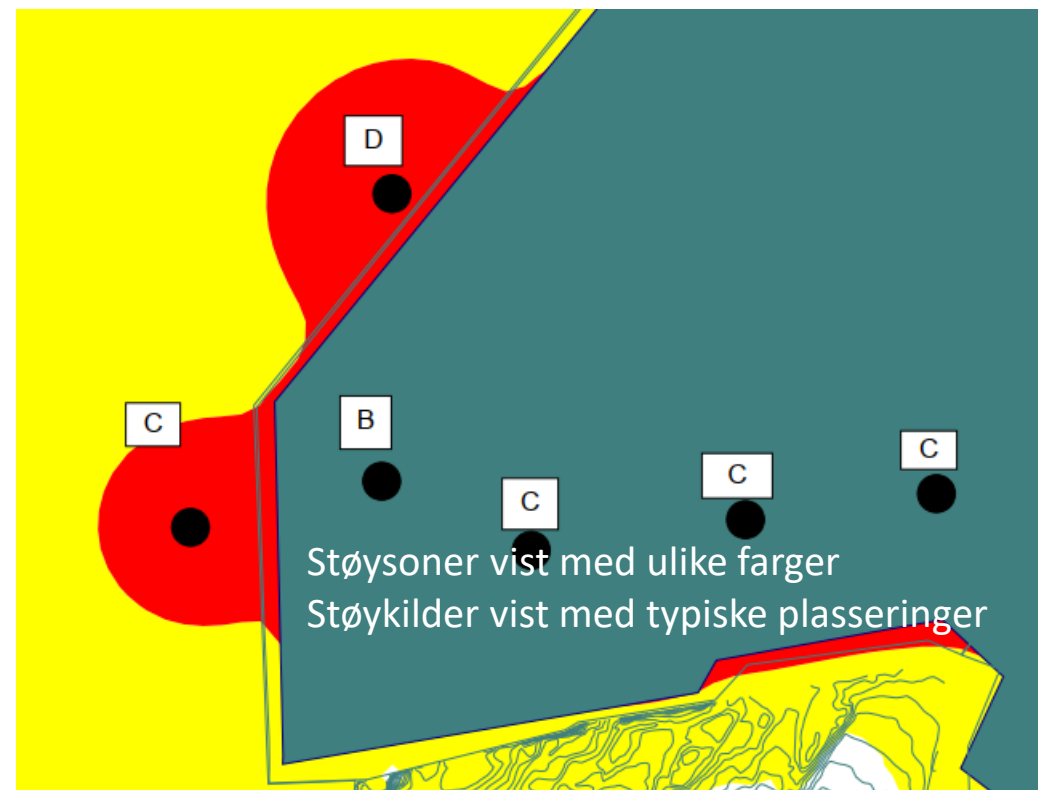 D
C
B
C
C
C
Støysoner vist med ulike farger
Støykilder vist med typiske plasseringer